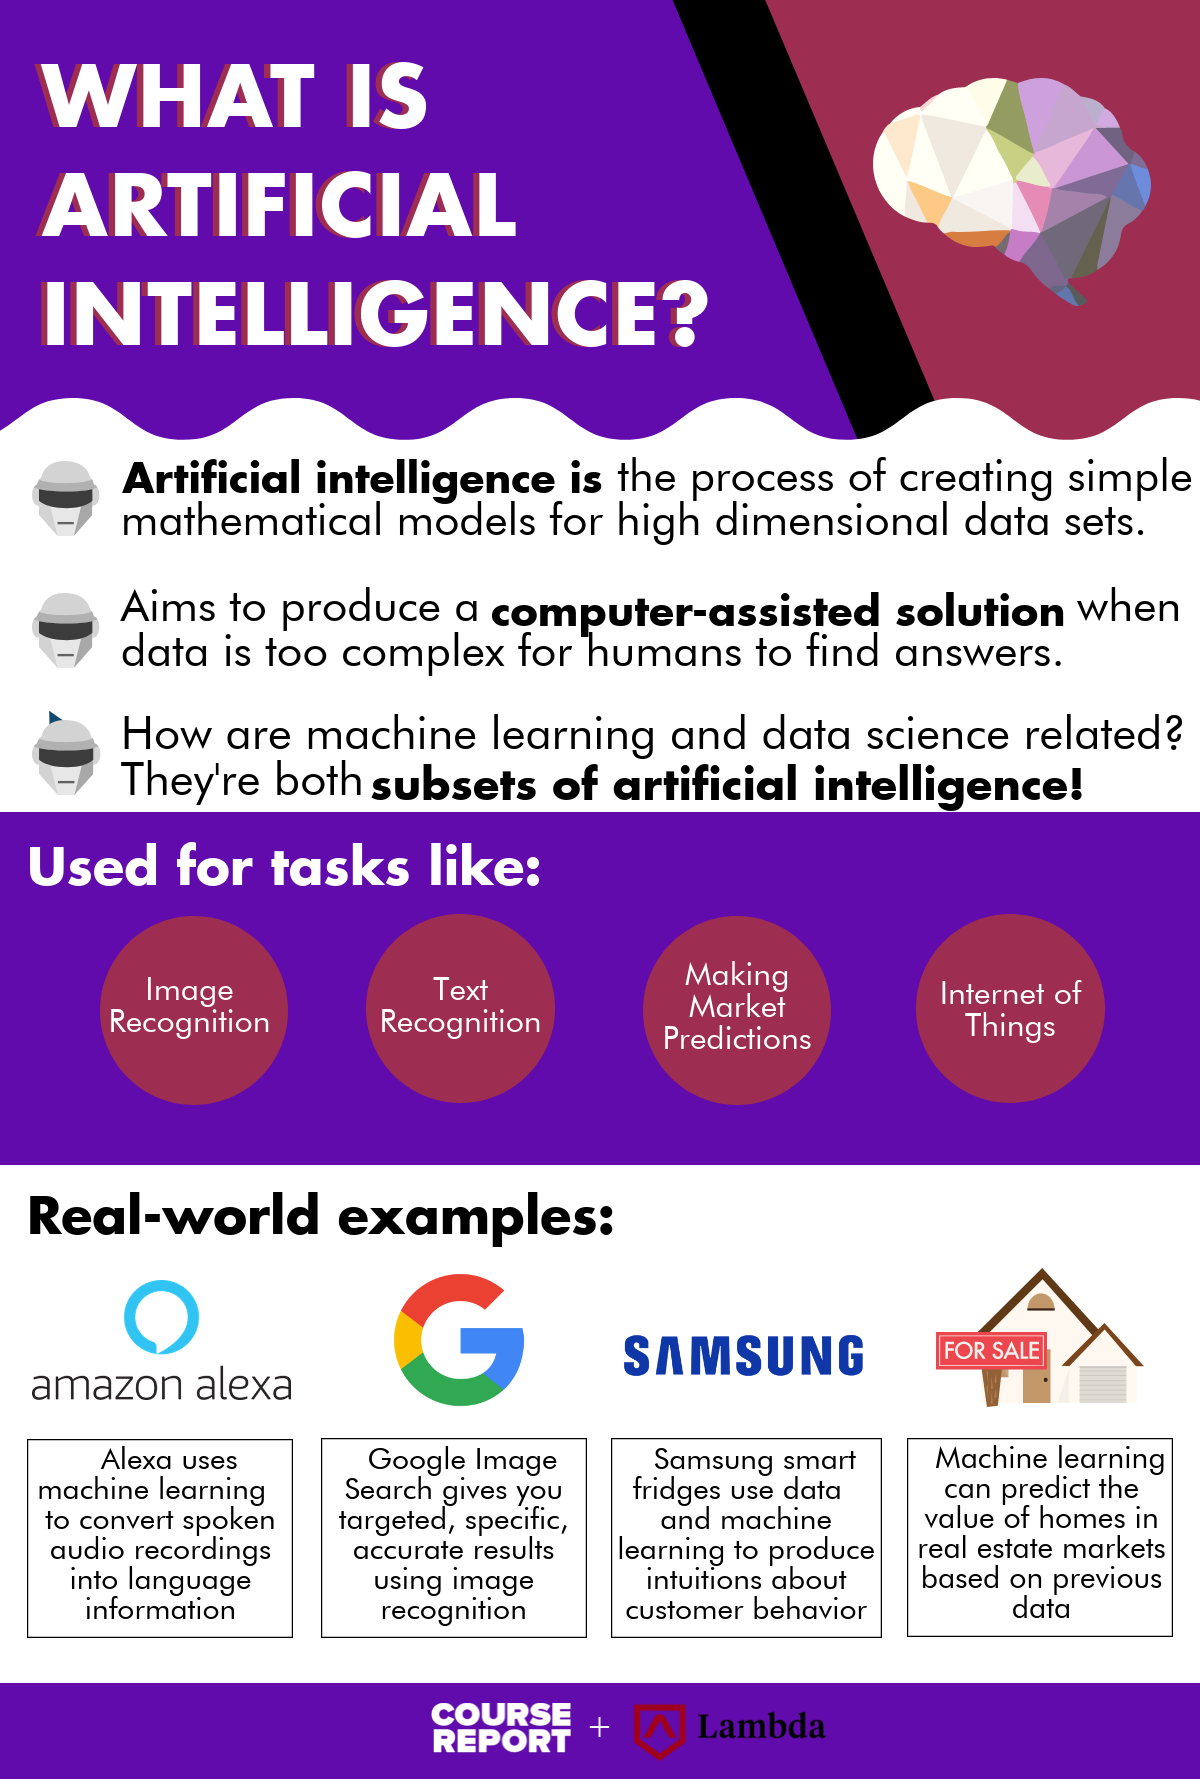 WHAT IS
ARTIFICIAL
INTELLIGENCE?
Artificial intelligence is the process of creating simple
mathematical models for high dimensional data sets.
Aims to produce a computer-assisted solution when
data is too complex for humans to find answers.
How are machine learning and data science related?
They're both subsets of artificial intelligence!
Used for tasks like:
Image
Recognition
Text
Recognition
Making
Market
Predictions
Internet of
Things
Real-world examples:
amazon alexa
SAMSUNG
FOR SALE
Alexa uses
machine learning
to convert spoken
audio recordings
into language
information
Google Image
Search gives you
targeted, specific,
accurate results
using image
recognition
Samsung smart
fridges use data
and machine
learning to produce
intuitions about
customer behavior
Machine learning
can predict the
value of homes in
real estate markets
based on previous
data
COURSE
REPORT + Lambda